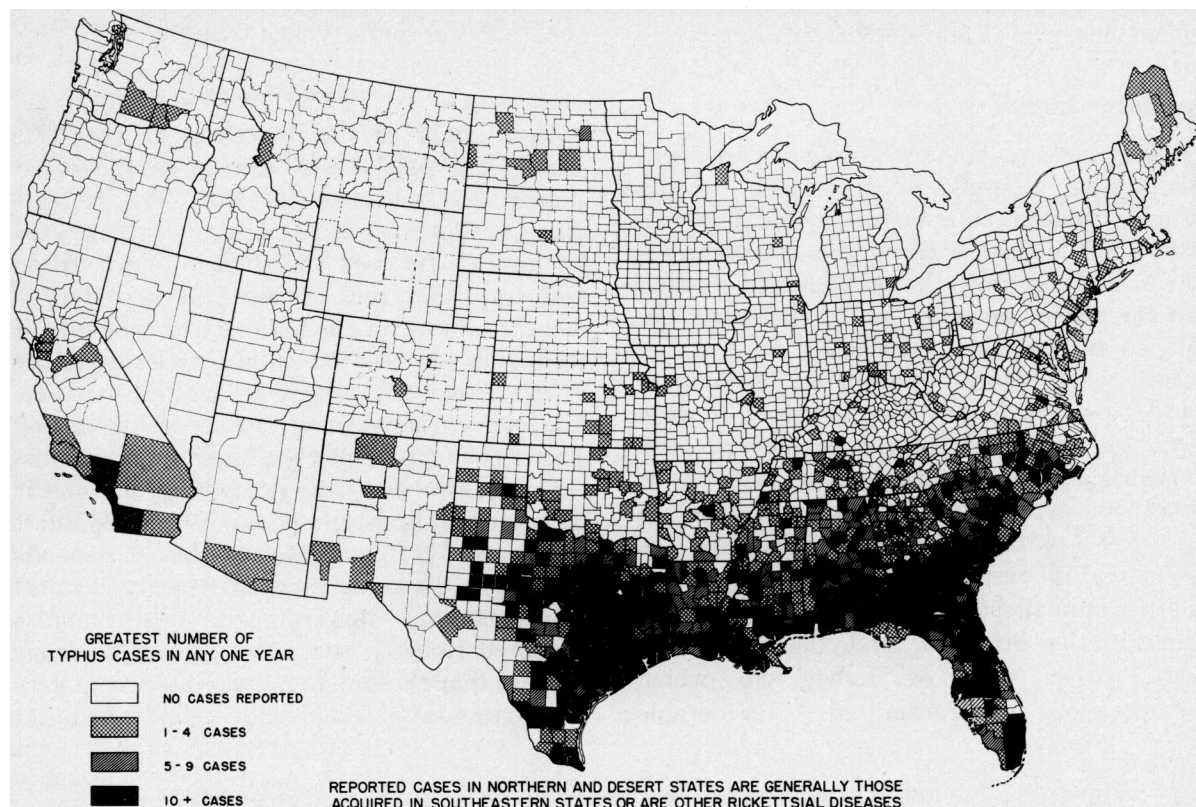 GREATEST NUMBER OF
TYPHUS CASES IN ANY ONE YEAR
NO CASES REPORTED
1-4 CASES
5-9 CASES
10+ CASES
REPORTED CASES IN NORTHERN AND DESERT STATES ARE GENERALLY THOSE
ACQUIRED IN SOUTHEASTERN STATES OR ARE OTHER RICKETTSIAL DISEASES